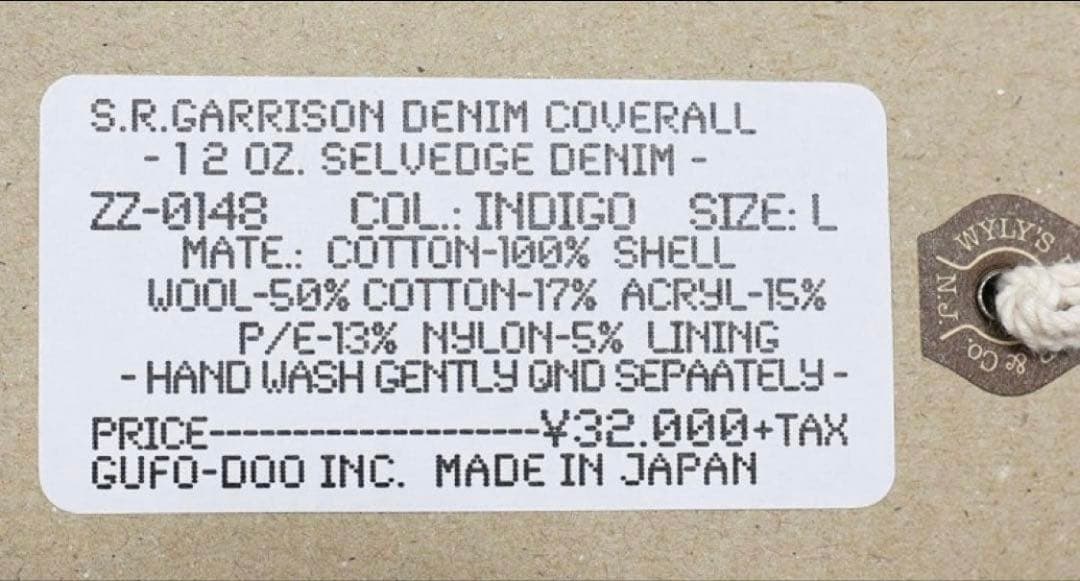 S.R.GARRISON DENIM COVERALL
-12 OZ. SELVEDGE DENIM-
ZZ-0148 COL.: INDIGO SIZE: L
MATE.: COTTON-100% SHELL
WOOL-50% COTTON-17% ACRYL-15%
P/E-13% NYLON-5% LINING
-HAND WASH GENTLY QND SEPAATELY-
PRICE--------------------¥32.000+TAX
GUFO-DOO INC. MADE IN JAPAN
WYLY'S
& Co.
N.J.